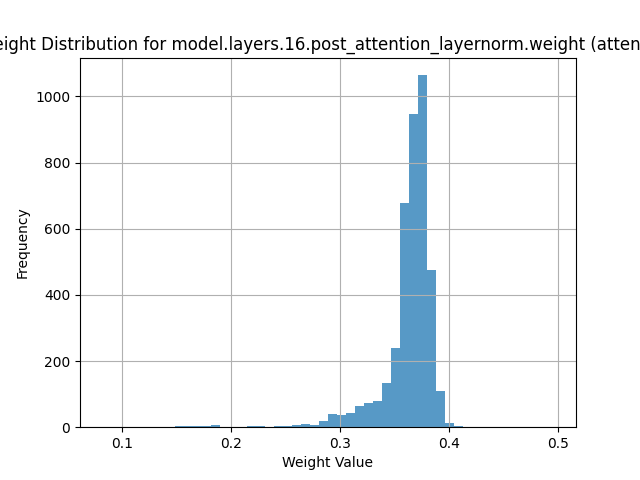 eight Distribution for model.layers.16.post_attention_layernorm.weight (atten
1000
800
600
400
200
0
Frequency
0.1 0.2 0.3 0.4 0.5
Weight Value